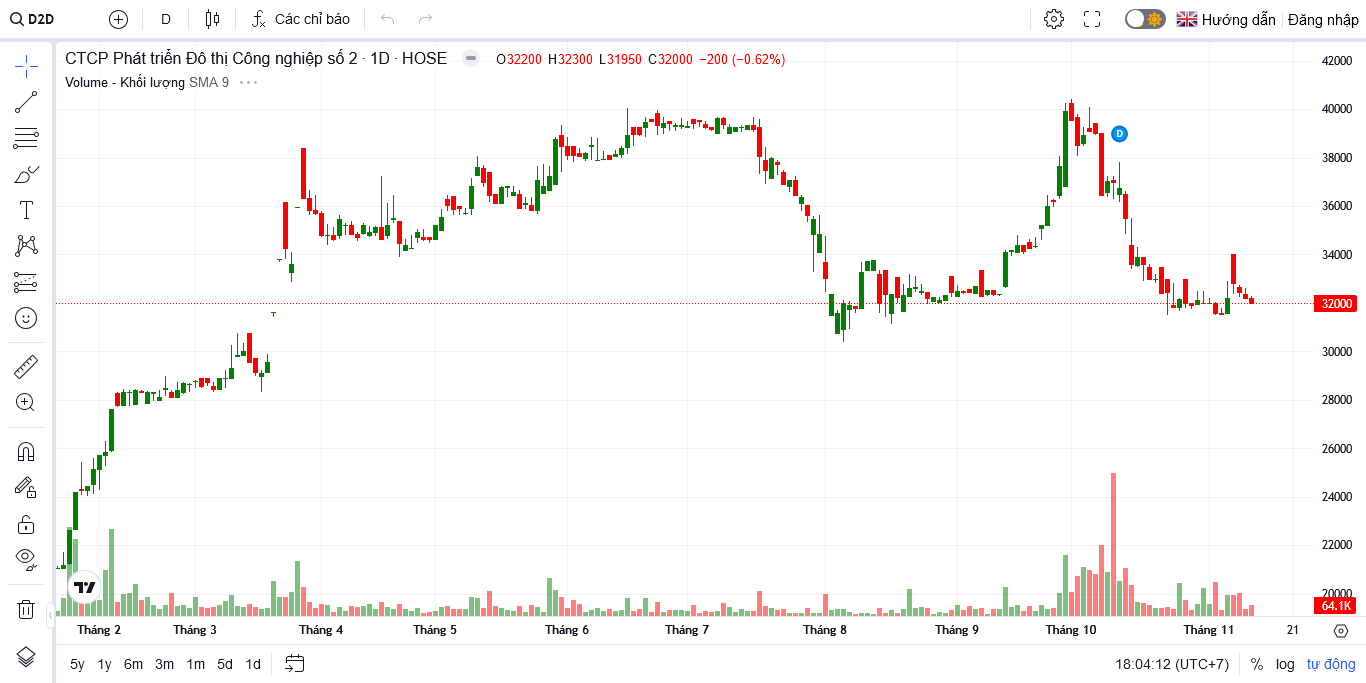 D2D D Các chỉ báo Hướng dẫn Đăng nhập
CTCP Phát triển Đô thị Công nghiệp số 2 · 1D · HOSE O32200 H32300 L31950 C32000 −200 (−0.62%)
Volume - Khối lượng SMA 9
42000
40000
D
38000
36000
34000
32000
30000
28000
26000
24000
22000
20000
64.1K
Tháng 2 Tháng 3 Tháng 4 Tháng 5 Tháng 6 Tháng 7 Tháng 8 Tháng 9 Tháng 10 Tháng 11 21
5y 1y 6m 3m 1m 5d 1d 18:04:12 (UTC+7) % log tự động